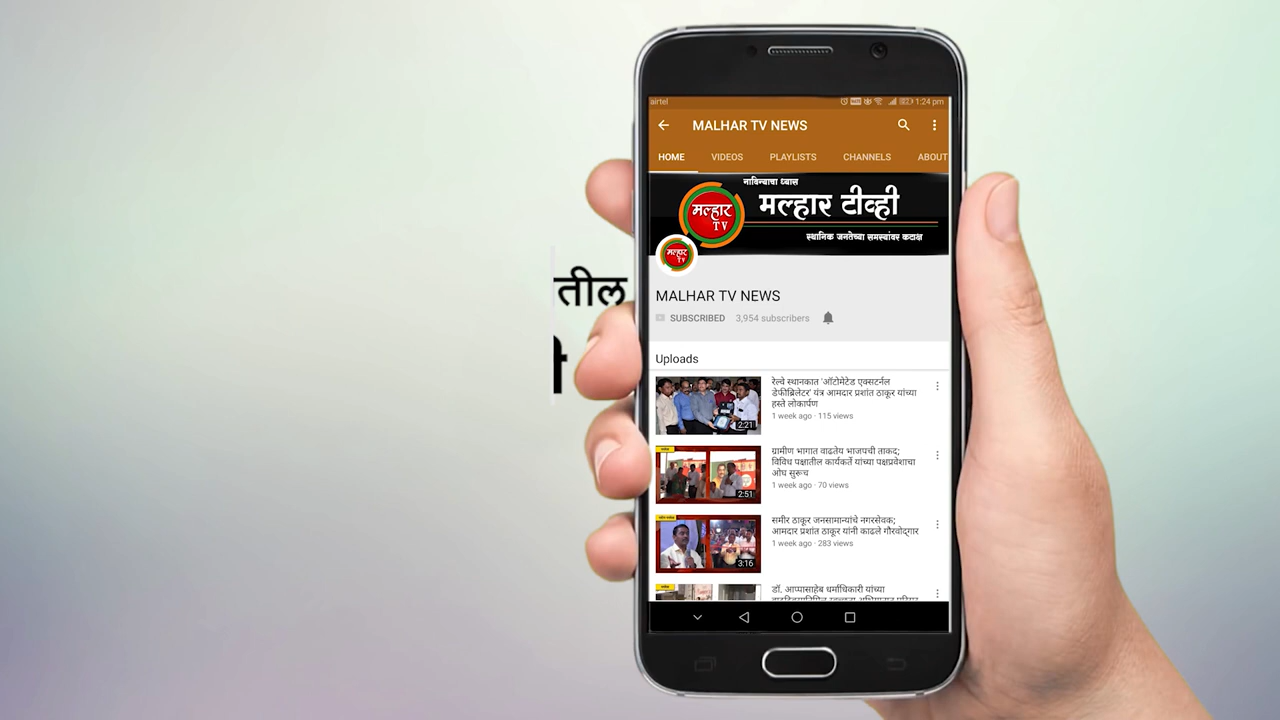 airtel 1:24 pm
MALHAR TV NEWS
HOME VIDEOS PLAYLISTS CHANNELS ABOUT
नाविन्याचा ध्यास
मल्हार टीव्ही
स्थानिक जनतेच्या समस्यांवर कटाक्ष
मल्हार
TV
मल्हार
TV
MALHAR TV NEWS
SUBSCRIBED 3,954 subscribers
तील
Uploads
रेल्वे स्थानकात 'ऑटोमेटेड एक्सटर्नल
डेफीब्रिलेटर' यंत्र आमदार प्रशांत ठाकूर यांच्या
हस्ते लोकार्पण
1 week ago · 115 views
2:21
ग्रामीण भागात वाढतेय भाजपची ताकद;
विविध पक्षातील कार्यकर्ते यांच्या पक्षप्रवेशाचा
ओघ सुरूच
1 week ago · 70 views
2:51
समीर ठाकूर जनसामान्यांचे नगरसेवक;
आमदार प्रशांत ठाकूर यांनी काढले गौरवोद्गार
1 week ago · 283 views
3:16
डॉ. आप्पासाहेब धर्माधिकारी यांच्या